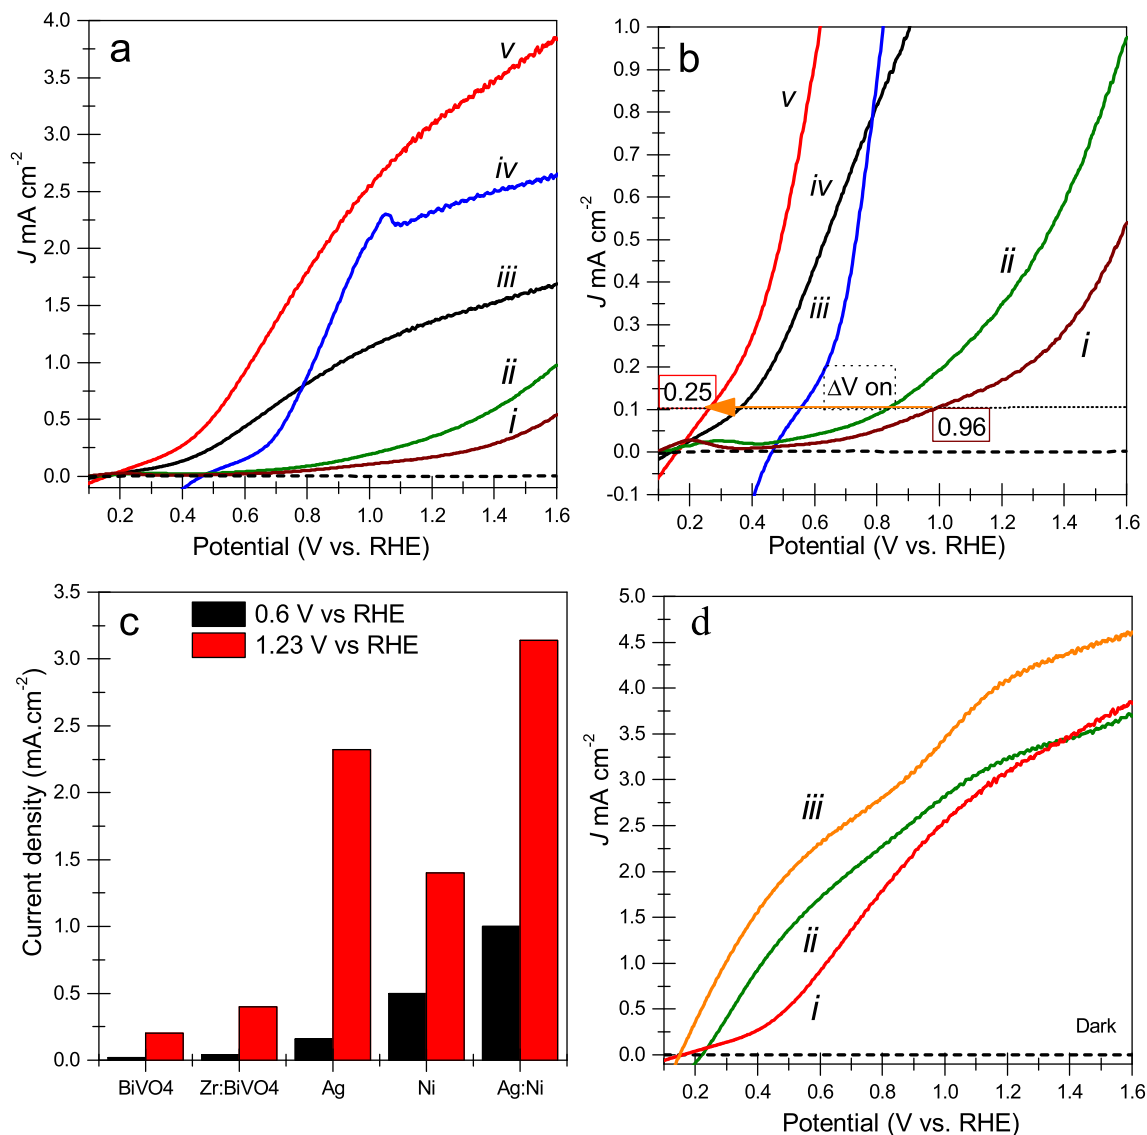 a
4.0
3.5
3.0
2.5
2.0
1.5
1.0
0.5
0.0
J mA cm-2
v
iv
iii
ii
i
0.2 0.4 0.6 0.8 1.0 1.2 1.4 1.6
Potential (V vs. RHE)
b
1.0
0.9
0.8
0.7
0.6
0.5
0.4
0.3
0.2
0.1
0.0
-0.1
J mA cm-2
v
iv
iii
ii
i
0.25
ΔV on
0.96
0.2 0.4 0.6 0.8 1.0 1.2 1.4 1.6
Potential (V vs. RHE)
c
0.6 V vs RHE
1.23 V vs RHE
3.5
3.0
2.5
2.0
1.5
1.0
0.5
0.0
Current density (mA.cm-2)
BiVO4 Zr:BiVO4 Ag Ni Ag:Ni
d
5.0
4.5
4.0
3.5
3.0
2.5
2.0
1.5
1.0
0.5
0.0
J mA cm-2
iii
ii
i
Dark
0.2 0.4 0.6 0.8 1.0 1.2 1.4 1.6
Potential (V vs. RHE)